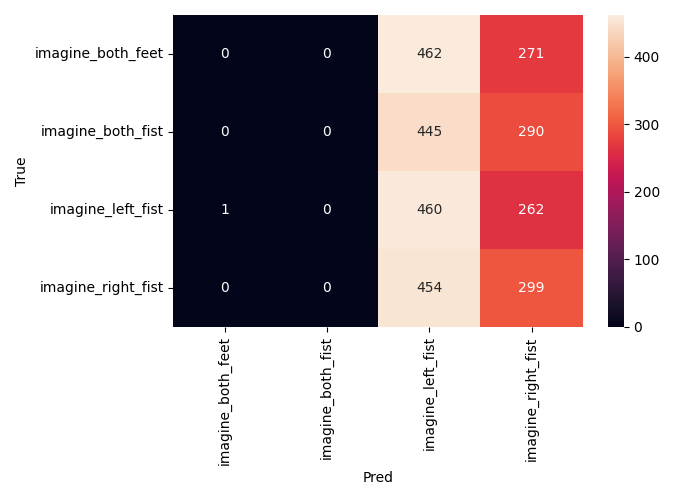 imagine_both_feet 0 0 462 271
imagine_both_fist 0 0 445 290
imagine_left_fist 1 0 460 262
imagine_right_fist 0 0 454 299
True
imagine_both_feet
imagine_both_fist
imagine_left_fist
imagine_right_fist
Pred
400
300
200
100
0